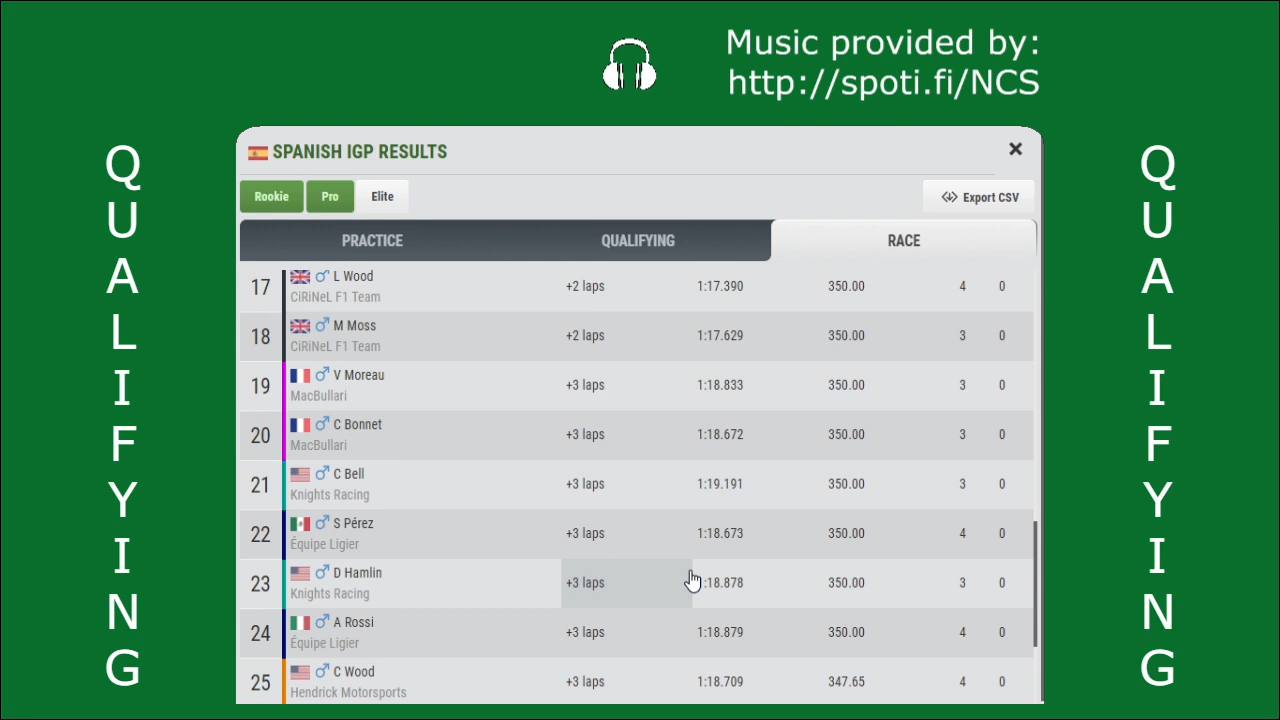 Music provided by:
http://spoti.fi/NCS
QUALIFYING
SPANISH IGP RESULTS
Rookie Pro Elite Export CSV
PRACTICE QUALIFYING RACE
17 L Wood +2 laps 1:17.390 350.00 4 0
CiRiNeL F1 Team
18 M Moss +2 laps 1:17.629 350.00 3 0
CiRiNeL F1 Team
19 V Moreau +3 laps 1:18.833 350.00 3 0
MacBullari
20 C Bonnet +3 laps 1:18.672 350.00 3 0
MacBullari
21 C Bell +3 laps 1:19.191 350.00 3 0
Knights Racing
22 S Pérez +3 laps 1:18.673 350.00 4 0
Équipe Ligier
23 D Hamlin +3 laps :18.878 350.00 3 0
Knights Racing
24 A Rossi +3 laps 1:18.879 350.00 4 0
Équipe Ligier
25 C Wood +3 laps 1:18.709 347.65 4 0
Hendrick Motorsports
QUALIFYING